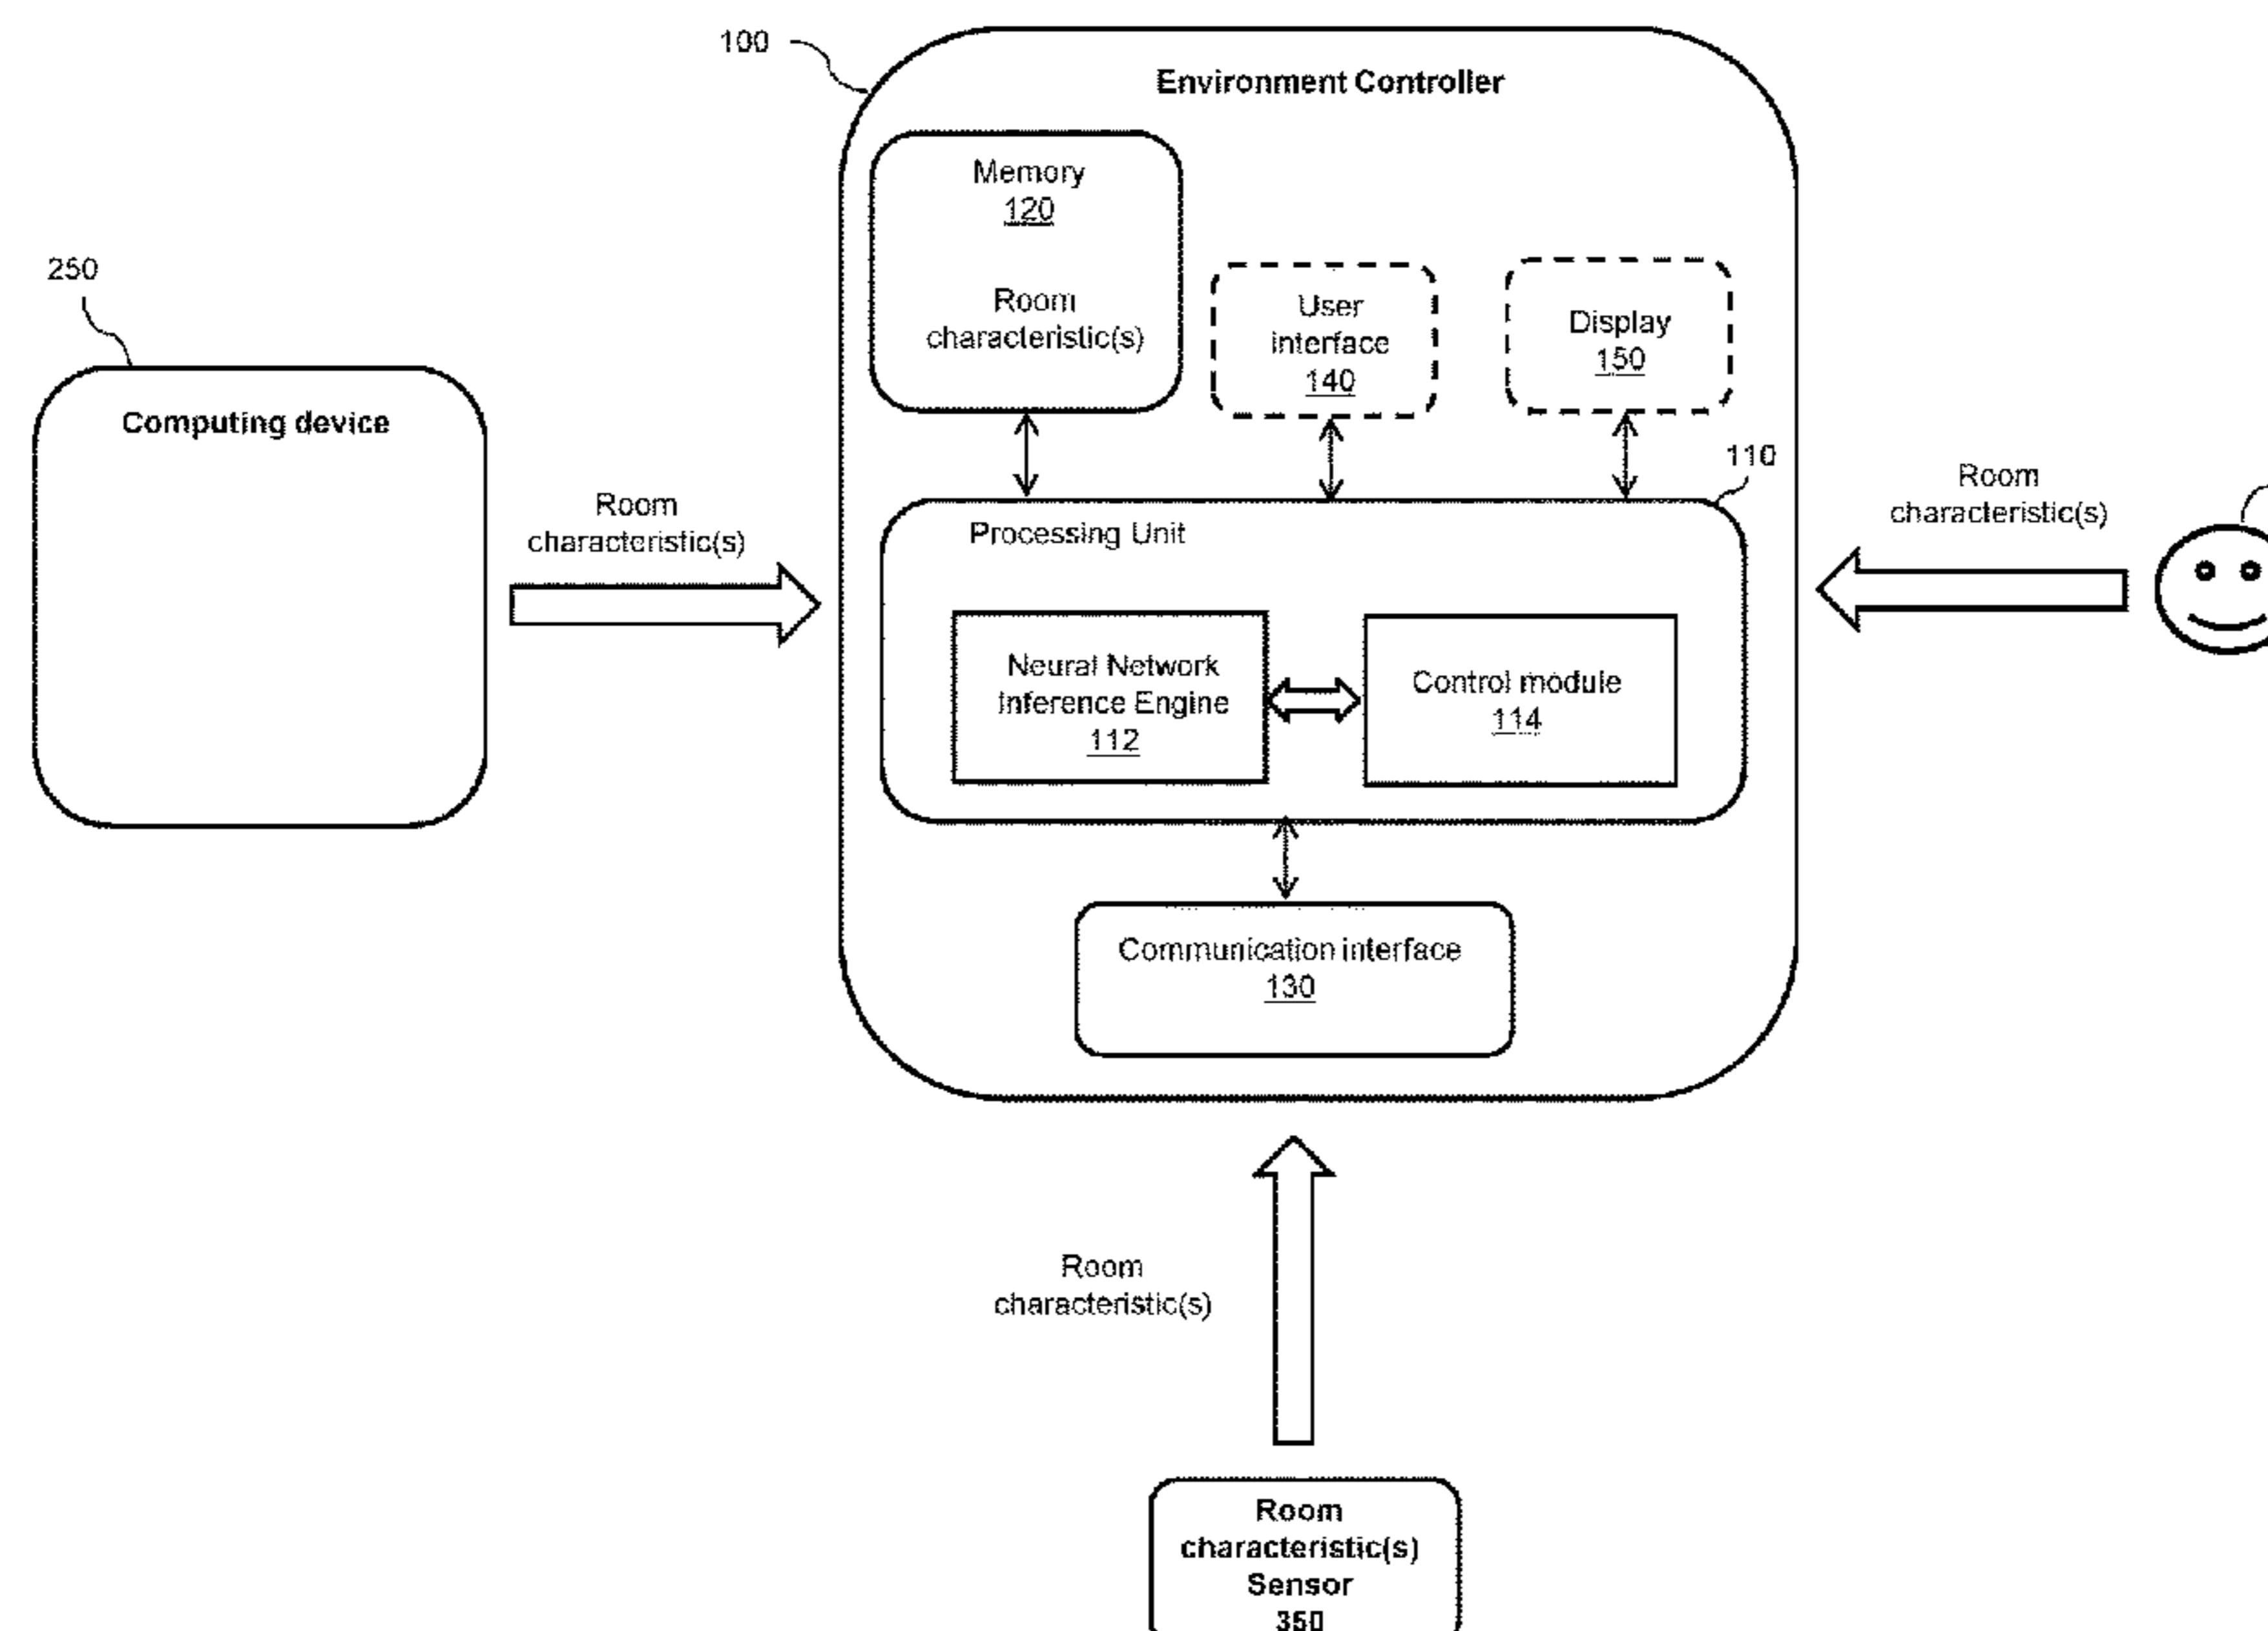 100
Environment Controller
Memory
120
Room
characteristic(s)
User
interface
140
Display
150
250
Computing device
Room
characteristic(s)
110
Processing Unit
Neural Network
Inference Engine
112
Control module
114
Room
characteristic(s)
Communication interface
130
Room
characteristic(s)
Room
characteristic(s)
Sensor
350